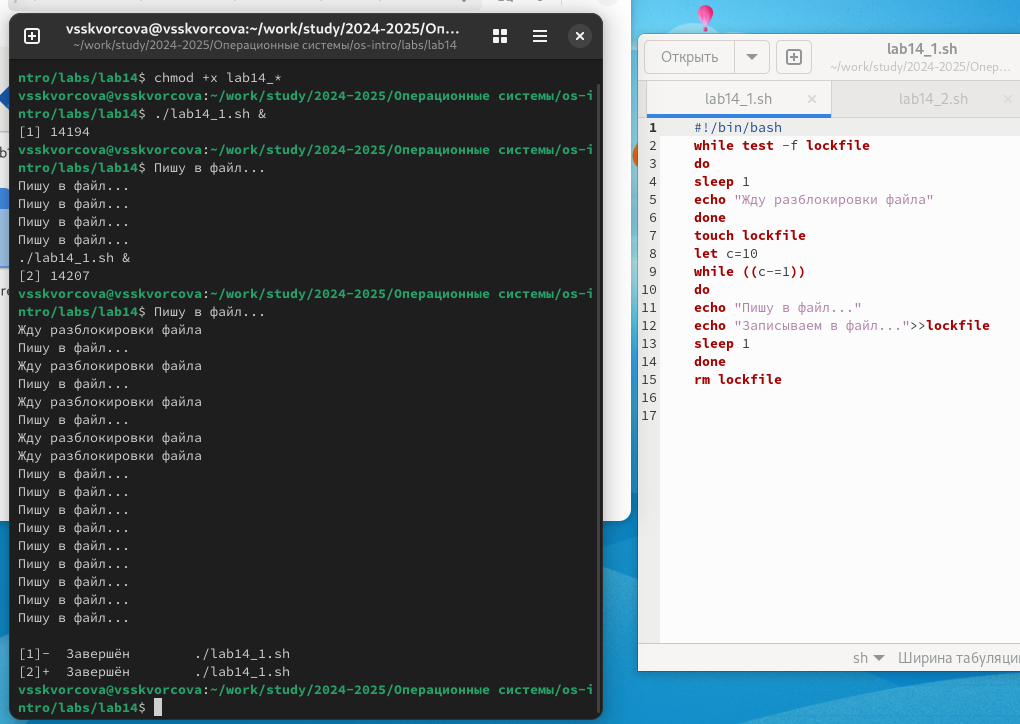 vsskvorcova@vsskvorcova:~/work/study/2024-2025/Оп...
~/work/study/2024-2025/Операционные системы/os-intro/labs/lab14
ntro/labs/lab14$ chmod +x lab14_*
vsskvorcova@vsskvorcova:~/work/study/2024-2025/Операционные системы/os-i
ntro/labs/lab14$ ./lab14_1.sh &
[1] 14194
vsskvorcova@vsskvorcova:~/work/study/2024-2025/Операционные системы/os-i
ntro/labs/lab14$ Пишу в файл...
Пишу в файл...
Пишу в файл...
Пишу в файл...
Пишу в файл...
./lab14_1.sh &
[2] 14207
vsskvorcova@vsskvorcova:~/work/study/2024-2025/Операционные системы/os-i
ntro/labs/lab14$ Пишу в файл...
Жду разблокировки файла
Пишу в файл...
Жду разблокировки файла
Пишу в файл...
Жду разблокировки файла
Пишу в файл...
Жду разблокировки файла
Жду разблокировки файла
Пишу в файл...
Пишу в файл...
Пишу в файл...
Пишу в файл...
Пишу в файл...
Пишу в файл...
Пишу в файл...
Пишу в файл...
Пишу в файл...
[1]-  Завершён        ./lab14_1.sh
[2]+  Завершён        ./lab14_1.sh
vsskvorcova@vsskvorcova:~/work/study/2024-2025/Операционные системы/os-i
ntro/labs/lab14$
Открыть
lab14_1.sh
~/work/study/2024-2025/Опер...
lab14_1.sh
lab14_2.sh
1 #!/bin/bash
2 while test -f lockfile
3 do
4 sleep 1
5 echo "Жду разблокировки файла"
6 done
7 touch lockfile
8 let c=10
9 while ((c-=1))
10 do
11 echo "Пишу в файл..."
12 echo "Записываем в файл...">>lockfile
13 sleep 1
14 done
15 rm lockfile
16
17
sh
Ширина табуляции